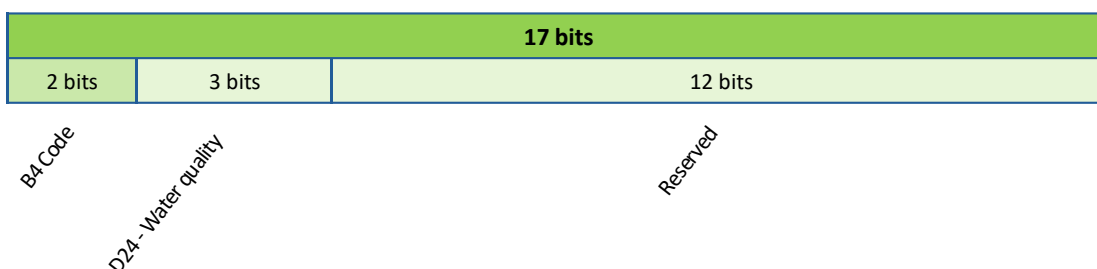 17 bits
2 bits 3 bits 12 bits
B4 Code
D24 - Water quality
Reserved